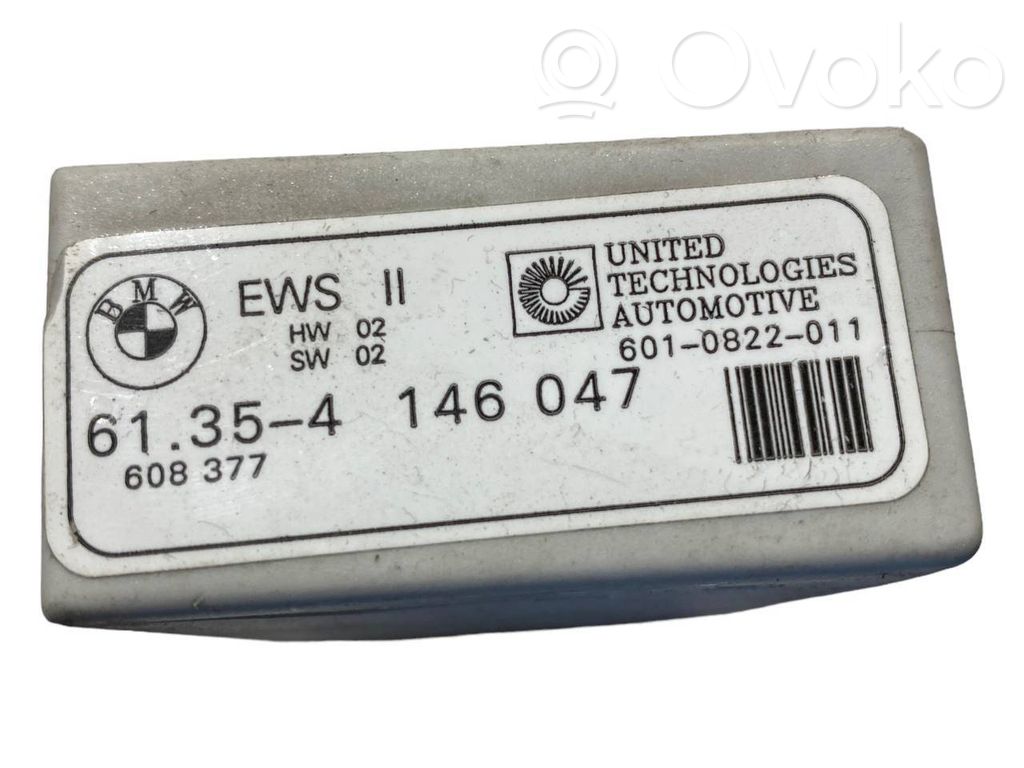 Ovoko
BMW
EWS II
HW 02
SW 02
UNITED
TECHNOLOGIES
AUTOMOTIVE
601-0822-011
61.35-4 146 047
608 377